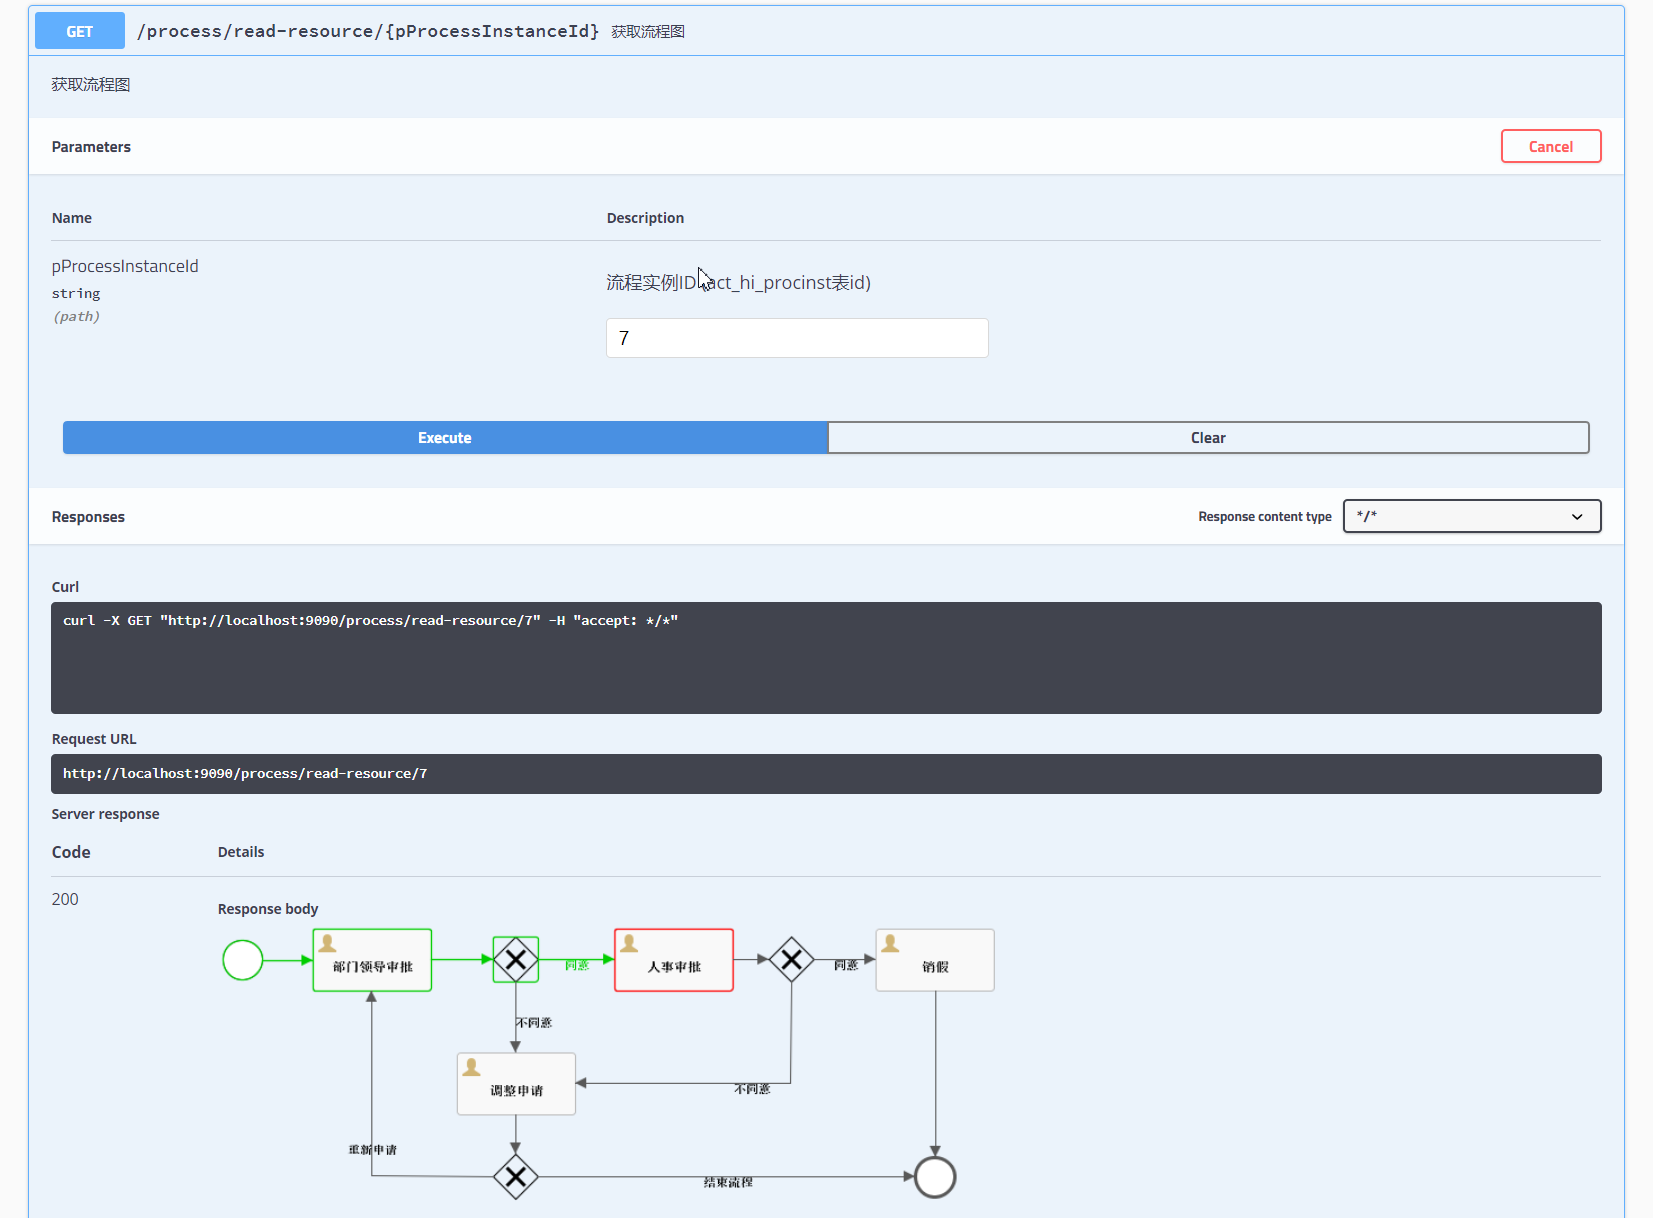 GET /process/read-resource/{pProcessInstanceId} 获取流程图
获取流程图
Parameters
Cancel
Name
Description
pProcessInstanceId
string
(path)
流程实例ID act_hi_procinst表id)
7
Execute
Clear
Responses
Response content type
*/*
Curl
curl -X GET "http://localhost:9090/process/read-resource/7" -H "accept: */*"
Request URL
http://localhost:9090/process/read-resource/7
Server response
Code
Details
200
Response body
部门领导审批
同意
人事审批
同意
销假
不同意
调整申请
不同意
重新申请
结束流程